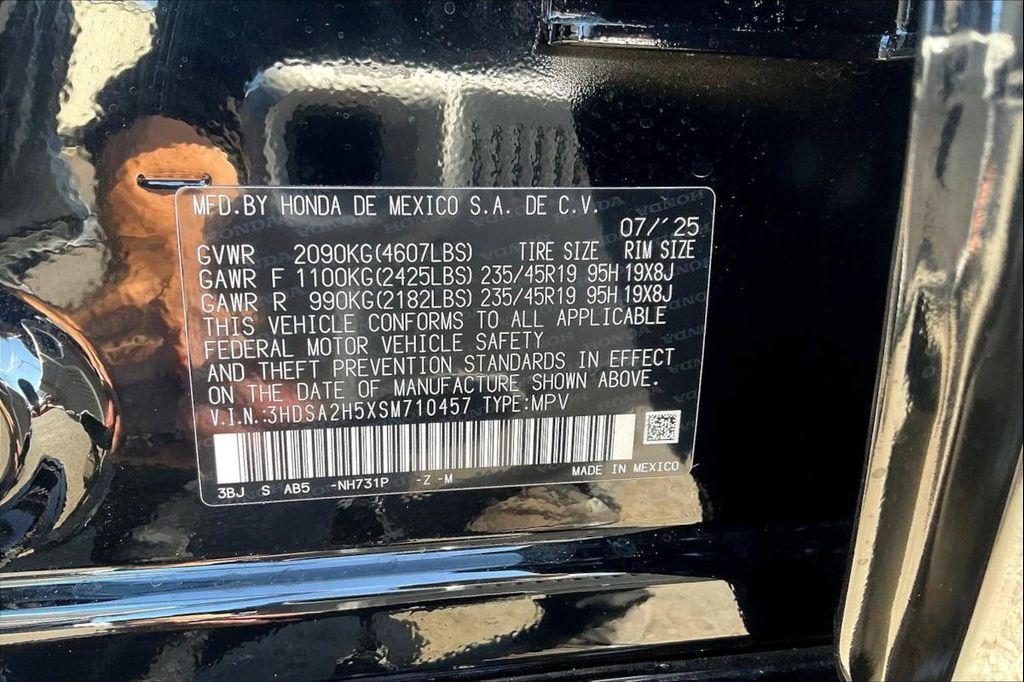 MFD.BY HONDA DE MEXICO S.A. DE C.V.
07/'25
GVWR 2090KG(4607LBS) TIRE SIZE RIM SIZE
GAWR F 1100KG(2425LBS) 235/45R19 95H 19X8J
GAWR R 990KG(2182LBS) 235/45R19 95H 19X8J
THIS VEHICLE CONFORMS TO ALL APPLICABLE
FEDERAL MOTOR VEHICLE SAFETY
AND THEFT PREVENTION STANDARDS IN EFFECT
ON THE DATE OF MANUFACTURE SHOWN ABOVE.
V.I.N.:3HDSA2H5XSM710457 TYPE:MPV
MADE IN MEXICO
3BJ S AB5 -NH731P -Z -M